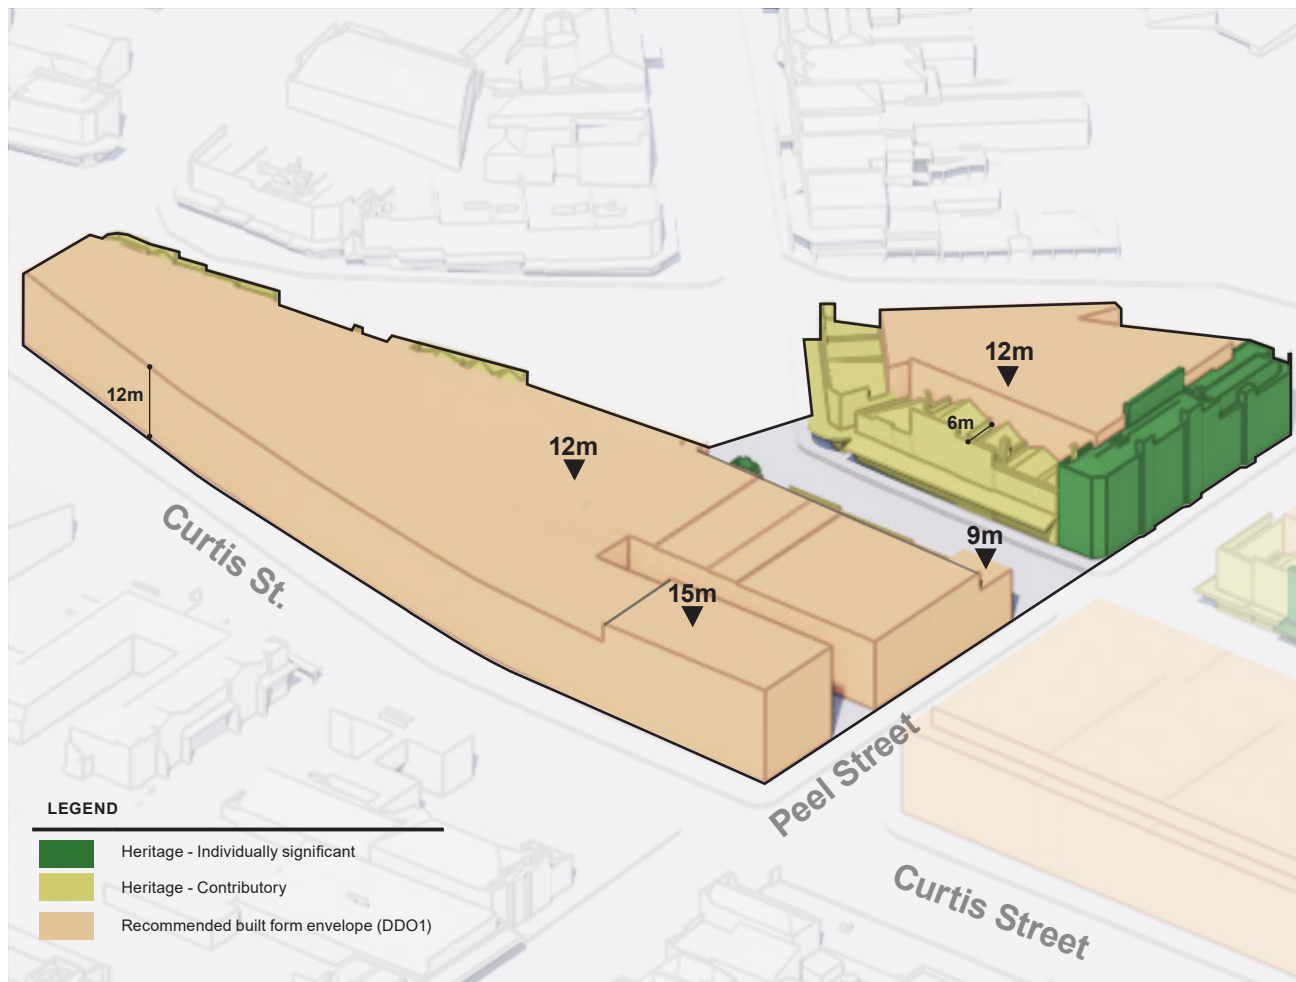 12m
6m
12m
12m
9m
15m
Curtis St.
Peel Street
Curtis Street
LEGEND
Heritage - Individually significant
Heritage - Contributory
Recommended built form envelope (DDO1)